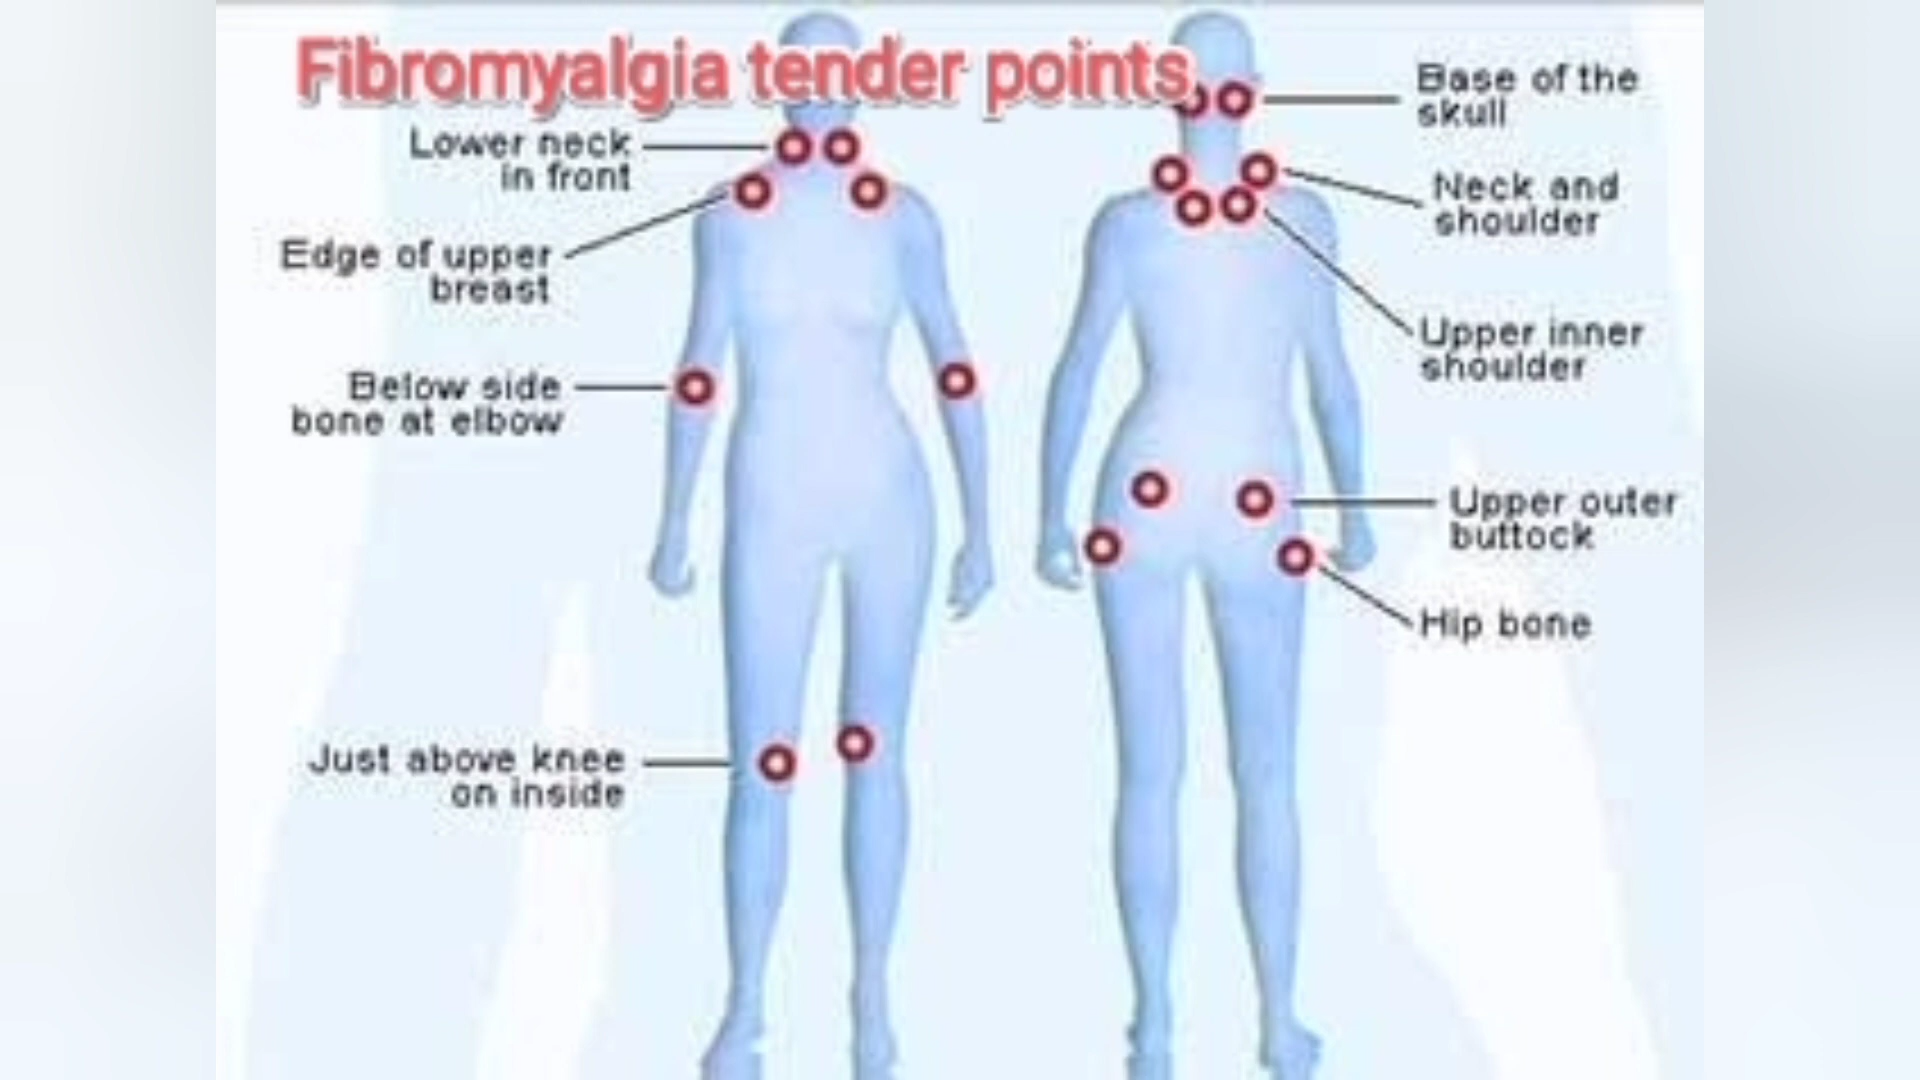 Fibromyalgia tender points
Lower neck
in front
Edge of upper
breast
Below side
bone at elbow
Just above knee
on inside
Base of the
skull
Neck and
shoulder
Upper inner
shoulder
Upper outer
buttock
Hip bone